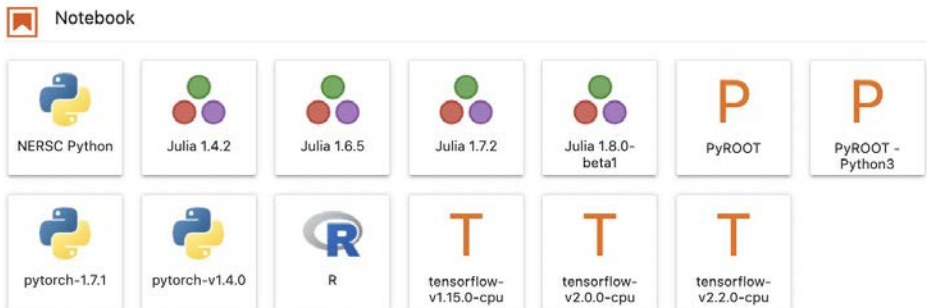 Notebook
NERSC Python
Julia 1.4.2
Julia 1.6.5
Julia 1.7.2
Julia 1.8.0-
beta1
P
PyROOT
P
PyROOT -
Python3
pytorch-1.7.1
pytorch-v1.4.0
R
R
T
tensorflow-
v1.15.0-cpu
T
tensorflow-
v2.0.0-cpu
T
tensorflow-
v2.2.0-cpu